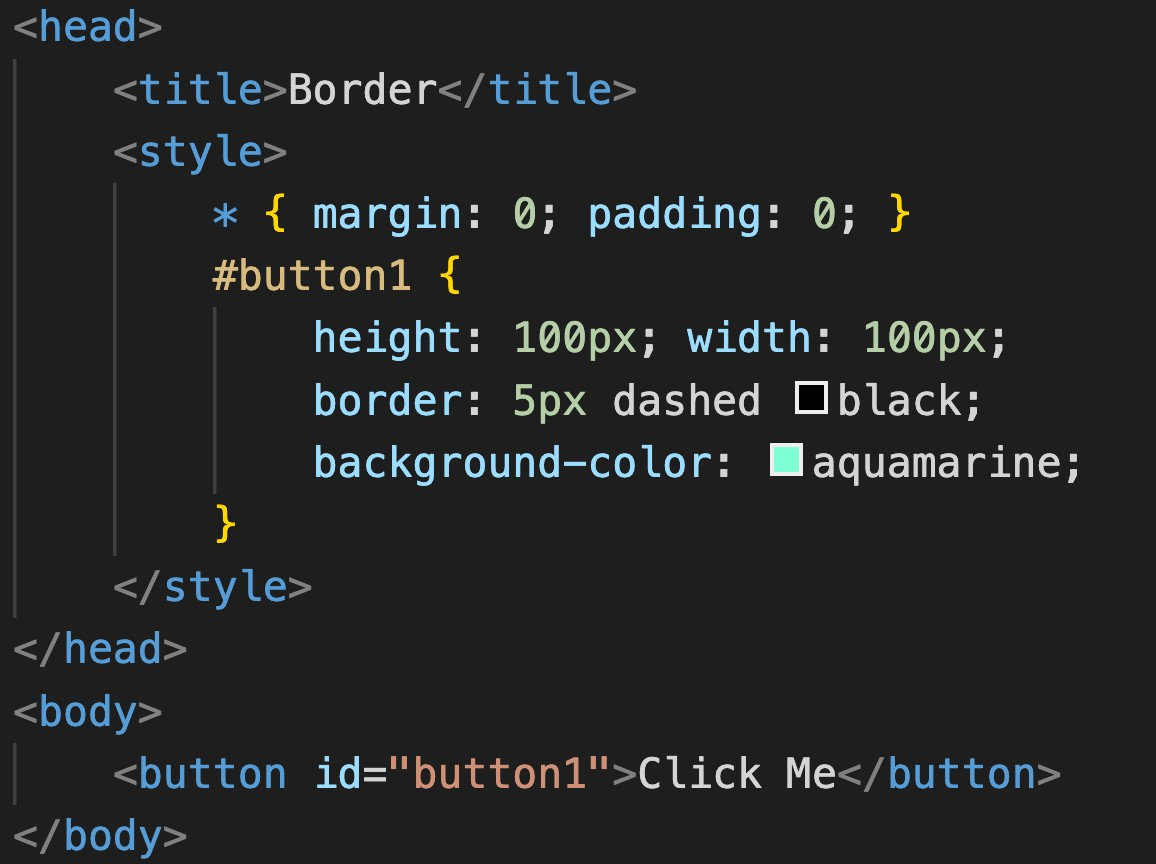 <head>
<title>Border</title>
<style>
* { margin: 0; padding: 0; }
#button1 {
height: 100px; width: 100px;
border: 5px dashed black;
background-color: aquamarine;
}
</style>
</head>
<body>
<button id="button1">Click Me</button>
</body>